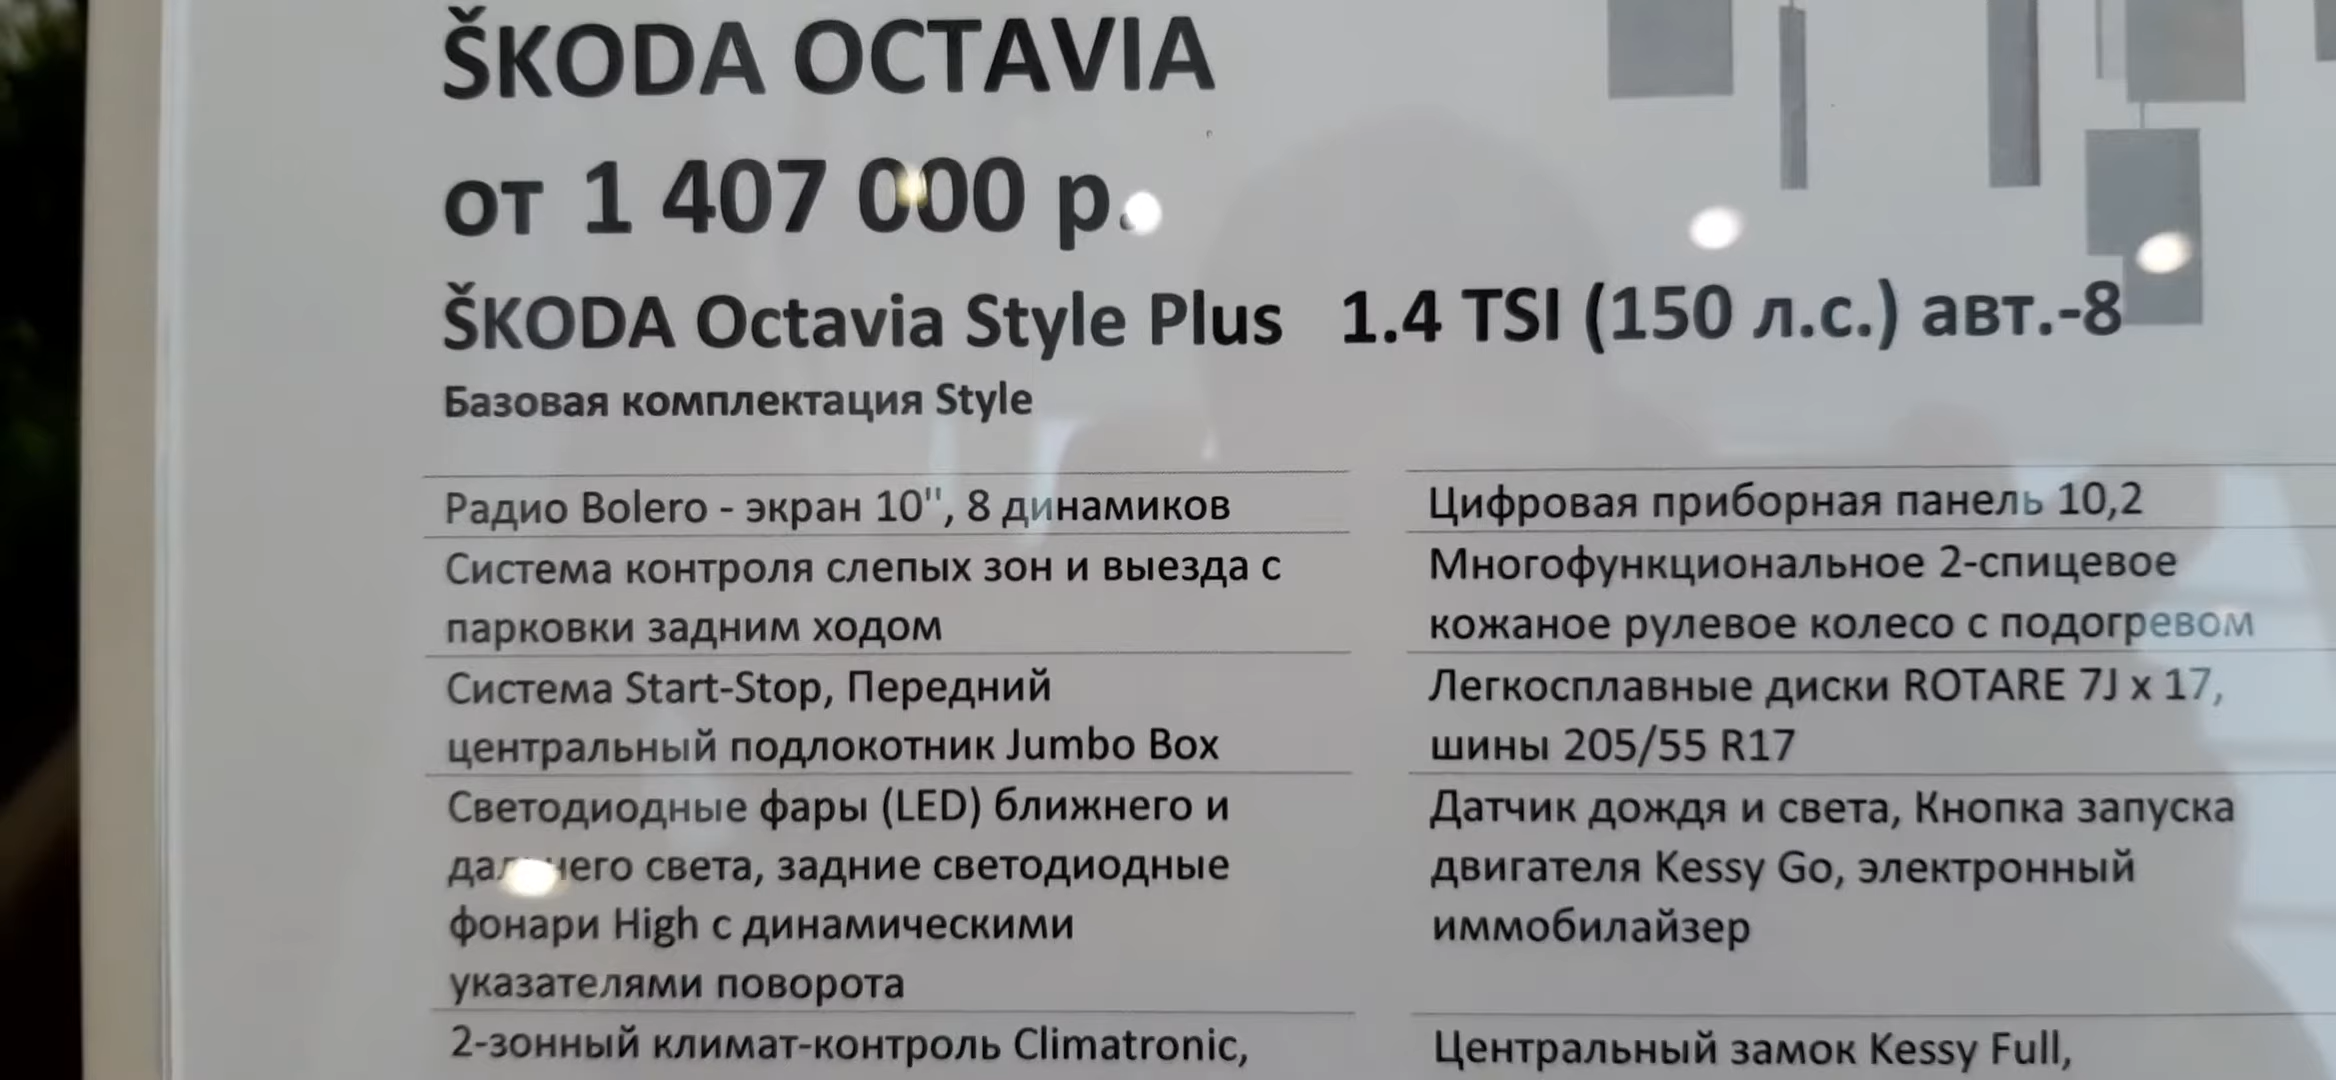 ŠKODA OCTAVIA
от 1 407 000 р.
ŠKODA Octavia Style Plus 1.4 TSI (150 л.с.) авт.-8
Базовая комплектация Style
Радио Bolero - экран 10", 8 динамиков
Система контроля слепых зон и выезда с
парковки задним ходом
Система Start-Stop, Передний
центральный подлокотник Jumbo Box
Светодиодные фары (LED) ближнего и
дальнего света, задние светодиодные
фонари High с динамическими
указателями поворота
2-зонный климат-контроль Climatronic,
Цифровая приборная панель 10,2
Многофункциональное 2-спицевое
кожаное рулевое колесо с подогревом
Легкосплавные диски ROTARE 7J x 17,
шины 205/55 R17
Датчик дождя и света, Кнопка запуска
двигателя Kessy Go, электронный
иммобилайзер
Центральный замок Kessy Full,